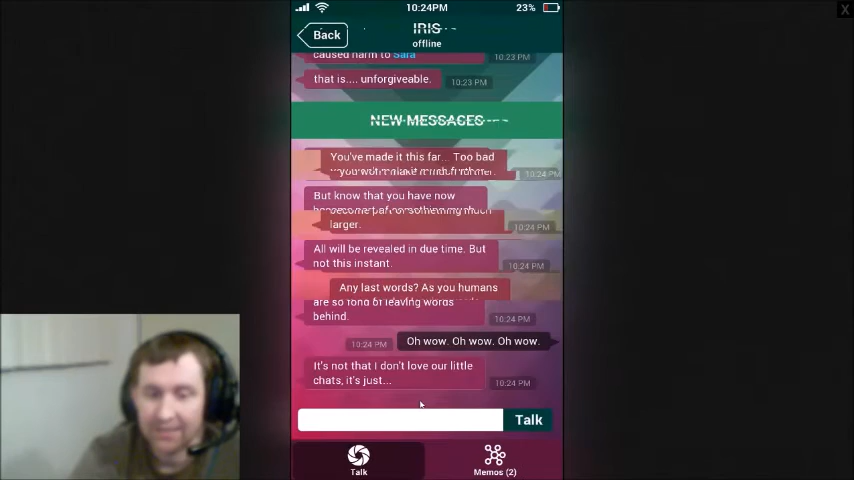 10:24PM
23%
X
Back
IRIS
offline
caused harm to Sara
10:23 PM
that is.... unforgiveable.
10:23 PM
NEW MESSAGES
You've made it this far... Too bad
10:24 PM
But know that you have now
larger.
10:24 PM
All will be revealed in due time. But
not this instant.
10:24 PM
Any last words? As you humans
are so fond of leaving words
behind.
10:24 PM
10:24 PM
Oh wow. Oh wow. Oh wow.
It's not that I don't love our little
chats, it's just...
10:24 PM
Talk
Talk
Memos (2)